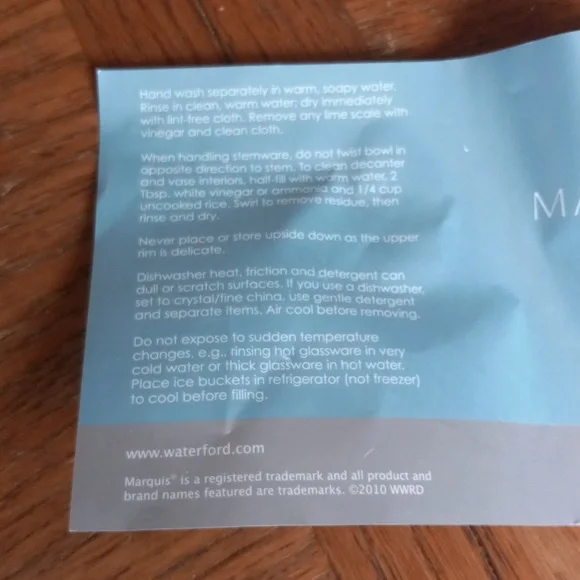 Hand wash separately in warm, soapy water.
Rinse in clean, warm water; dry immediately
with lint-free cloth. Remove any lime scale with
vinegar and clean cloth.
When handling stemware, do not twist bowl in
opposite direction to stem. To clean decanter
and vase interiors, half-fill with warm water, 2
Tbsp. white vinegar or ammonia and 1/4 cup
uncooked rice. Swirl to remove residue, then
rinse and dry.
Never place or store upside down as the upper
rim is delicate.
Dishwasher heat, friction and detergent can
dull or scratch surfaces. If you use a dishwasher,
set to crystal/fine china, use gentle detergent
and separate items. Air cool before removing.
Do not expose to sudden temperature
changes, e.g., rinsing hot glassware in very
cold water or thick glassware in hot water.
Place ice buckets in refrigerator (not freezer)
to cool before filling.
www.waterford.com
Marquis® is a registered trademark and all product and
brand names featured are trademarks. ©2010 WWRD
MA